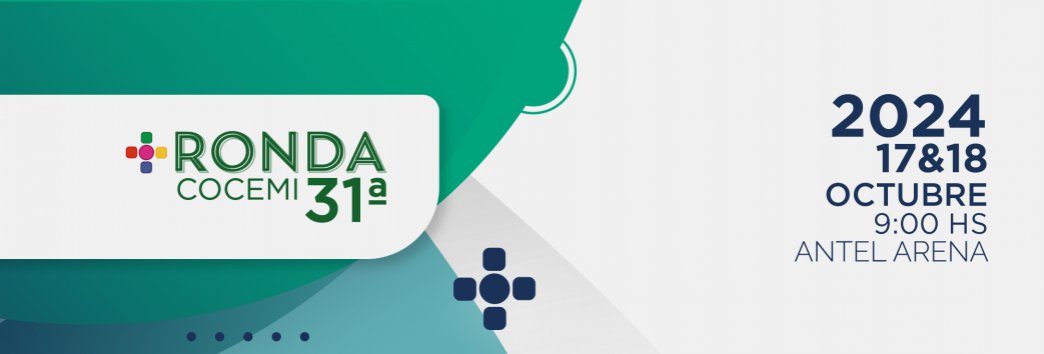 RONDA
COCEMI 31ª
2024
17&18
OCTUBRE
9:00 HS
ANTEL ARENA